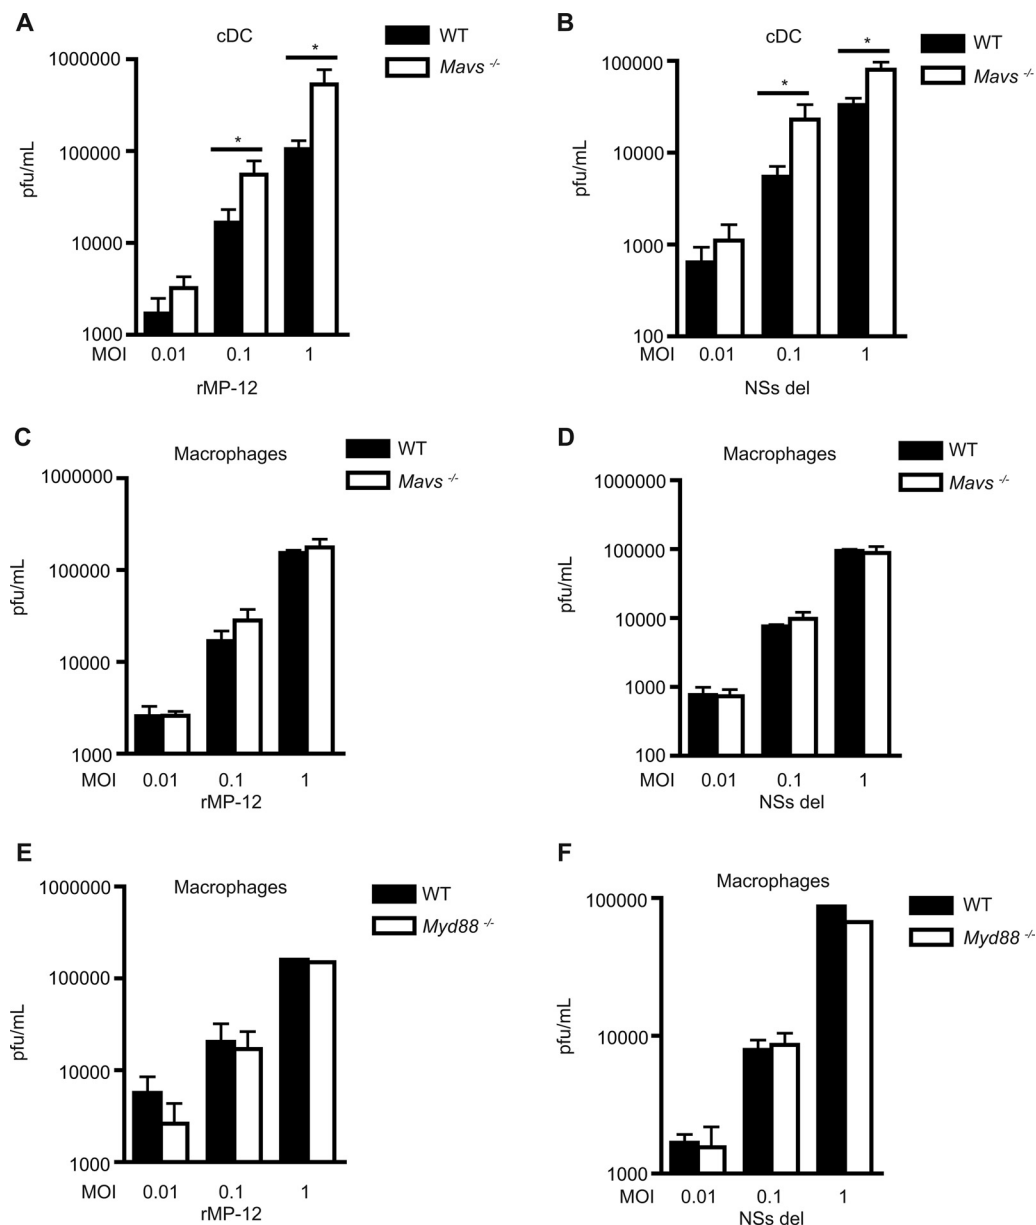 A
cDC
WT
Mavs -/-
*
*
1000000
100000
10000
1000
pfu/mL
MOI 0.01 0.1 1
rMP-12
B
cDC
WT
Mavs -/-
*
*
100000
10000
1000
100
pfu/mL
MOI 0.01 0.1 1
NSs del
C
Macrophages
WT
Mavs -/-
1000000
100000
10000
1000
pfu/mL
MOI 0.01 0.1 1
rMP-12
D
Macrophages
WT
Mavs -/-
1000000
100000
10000
1000
100
pfu/mL
MOI 0.01 0.1 1
NSs del
E
Macrophages
WT
Myd88 -/-
1000000
100000
10000
1000
pfu/mL
MOI 0.01 0.1 1
rMP-12
F
Macrophages
WT
Myd88 -/-
100000
10000
1000
pfu/mL
MOI 0.01 0.1 1
NSs del